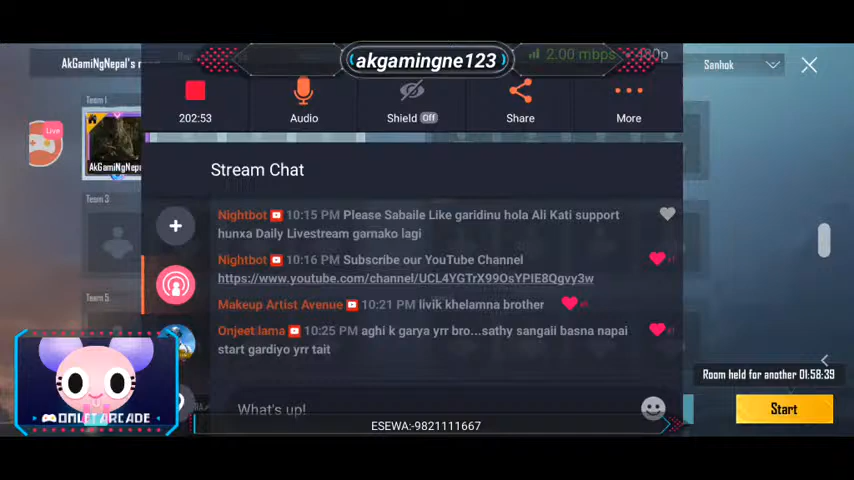 AkGamiNgNepal's r
akgamingne123
2.00 mbps
Sanhok
Team 1
Live
AkGamiNgNepa
202:53
Audio
Shield Off
Share
More
Stream Chat
Team 3
Nightbot 10:15 PM Please Sabaile Like garidinu hola Ali Kati support
hunxa Daily Livestream garnako lagi
Nightbot 10:16 PM Subscribe our YouTube Channel
https://www.youtube.com/channel/UCL4YGTrX99OsYPIE8Qgvy3w
Makeup Artist Avenue 10:21 PM livik khelamna brother
Team 5
Onjeet lama 10:25 PM aghi k garya yrr bro...sathy sangaii basna napai
start gardiyo yrr tait
Room held for another 01:58:39
What's up!
Start
OMLET ARCADE
ESEWA:-9821111667